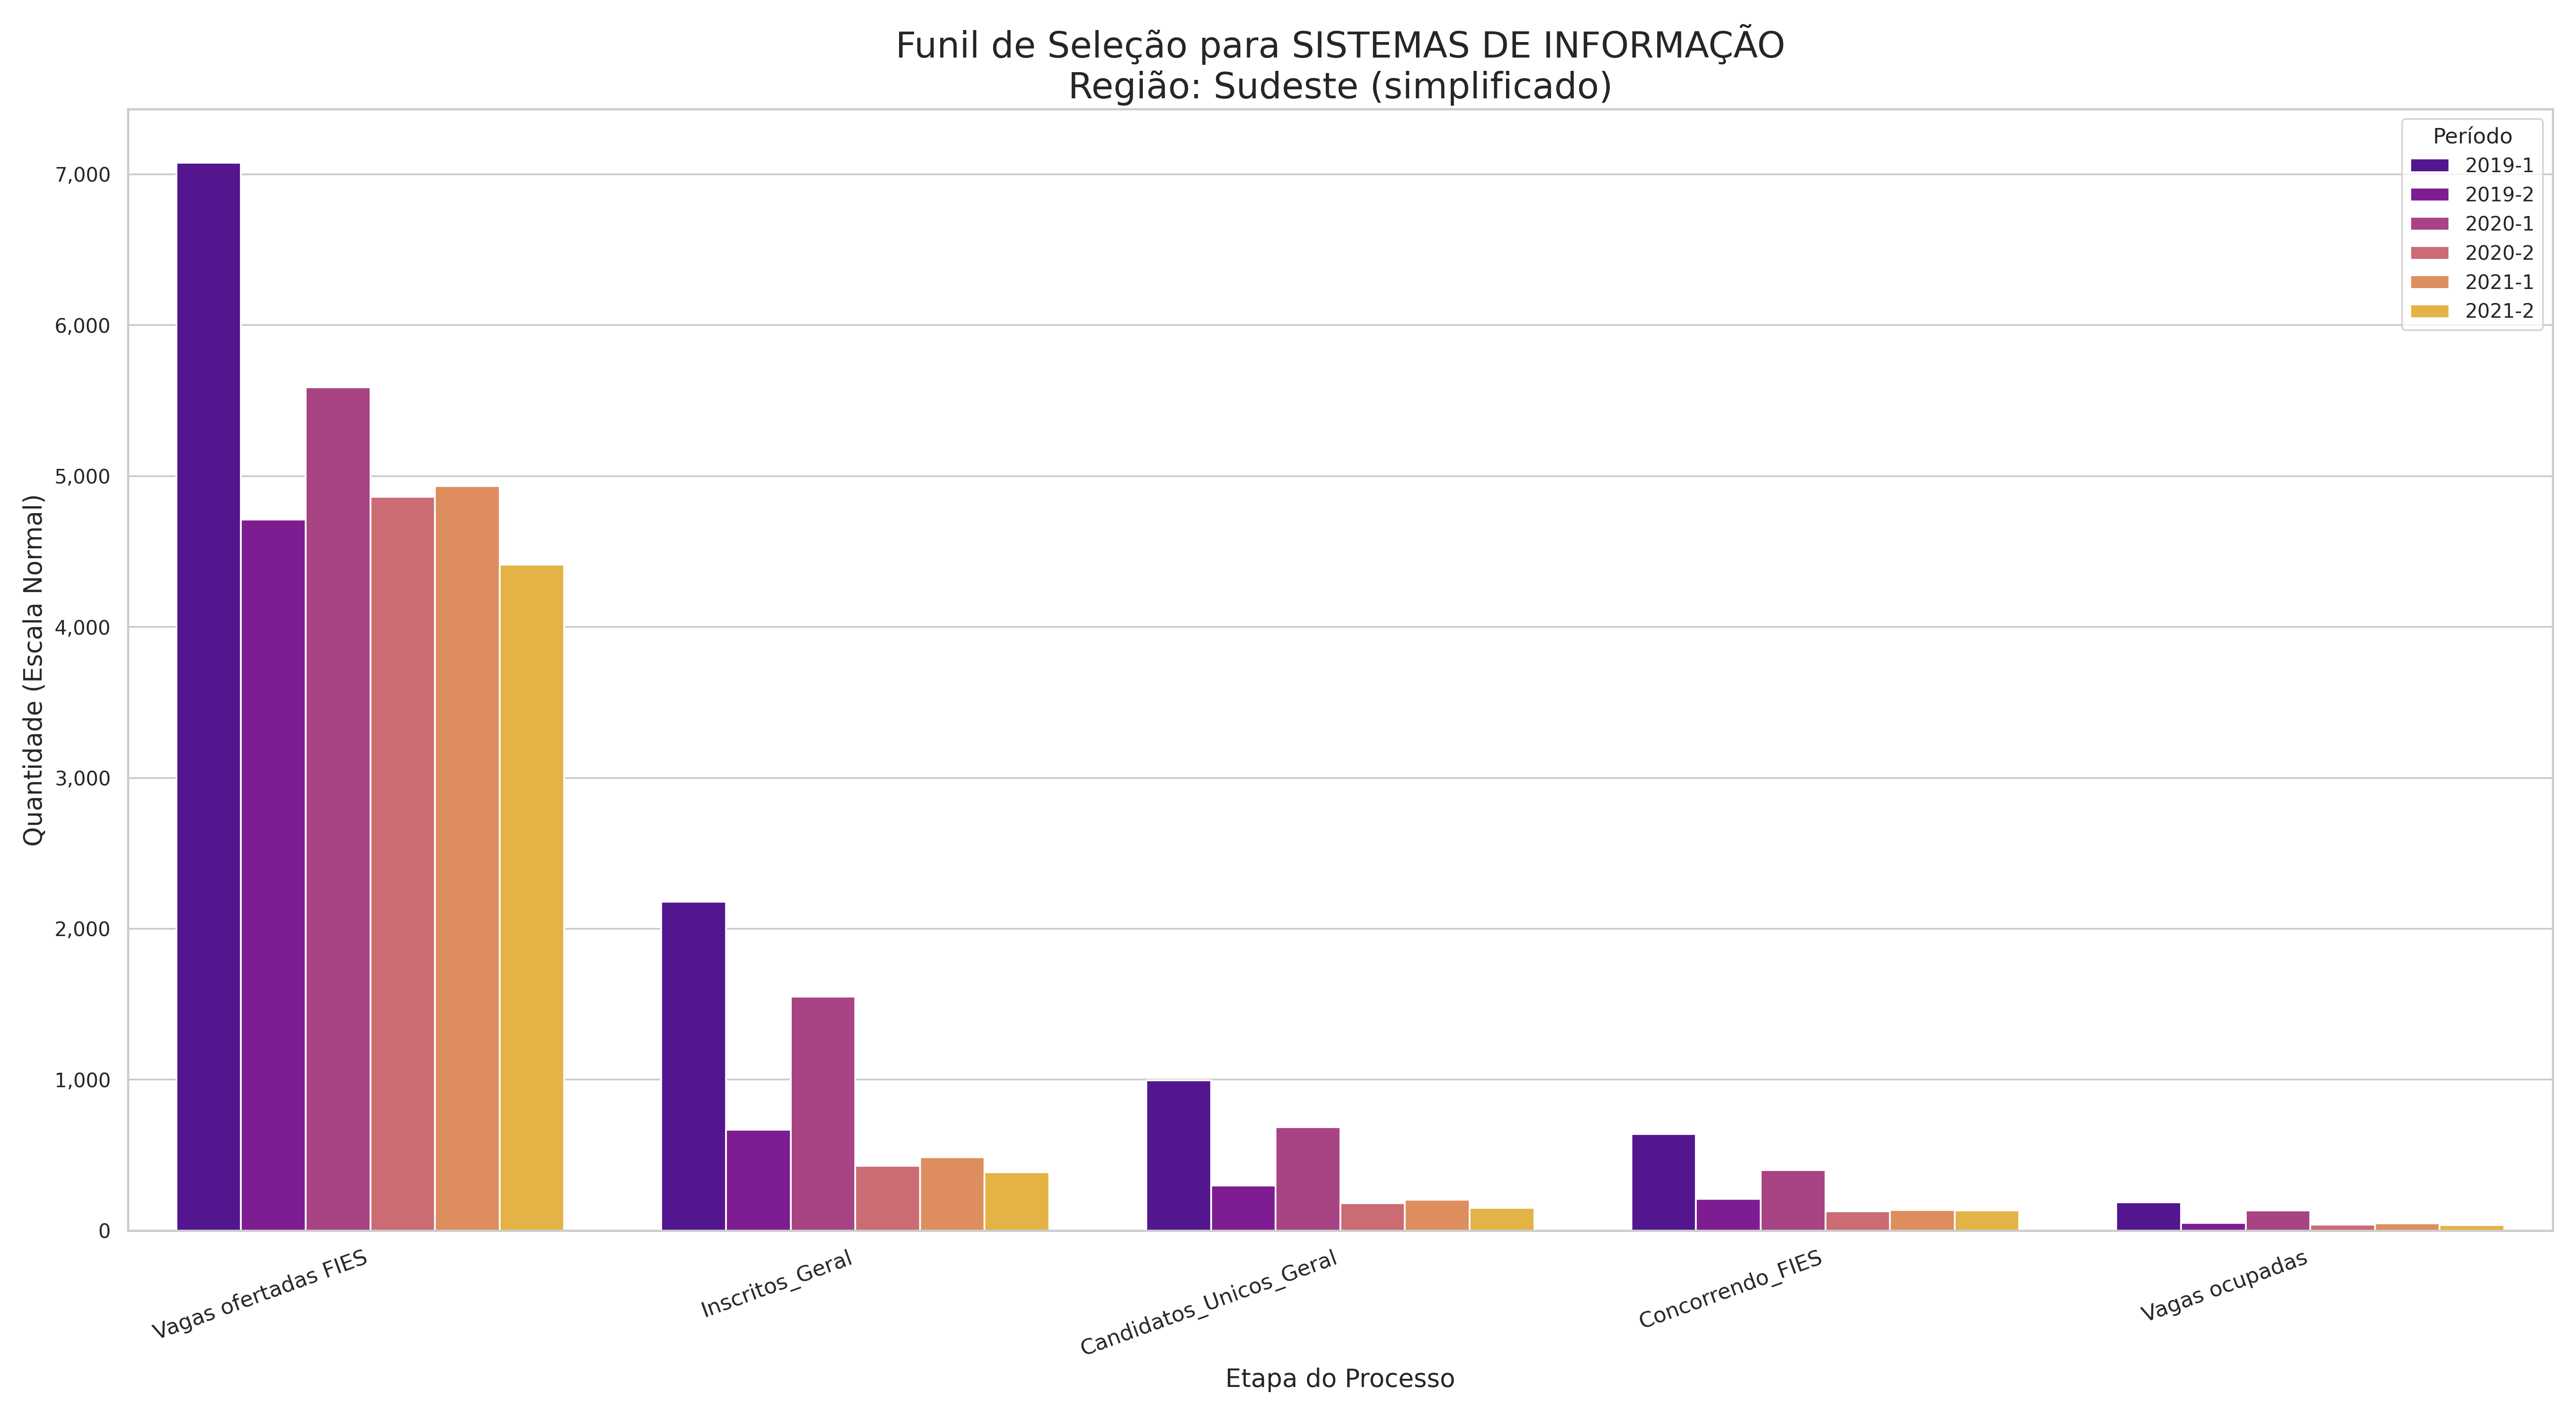 Funil de Seleção para SISTEMAS DE INFORMAÇÃO
Região: Sudeste (simplificado)
Período
2019-1
2019-2
2020-1
2020-2
2021-1
2021-2
Quantidade (Escala Normal)
7,000
6,000
5,000
4,000
3,000
2,000
1,000
0
Vagas ofertadas FIES
Inscritos_Geral
Candidatos_Unicos_Geral
Concorrendo_FIES
Vagas ocupadas
Etapa do Processo